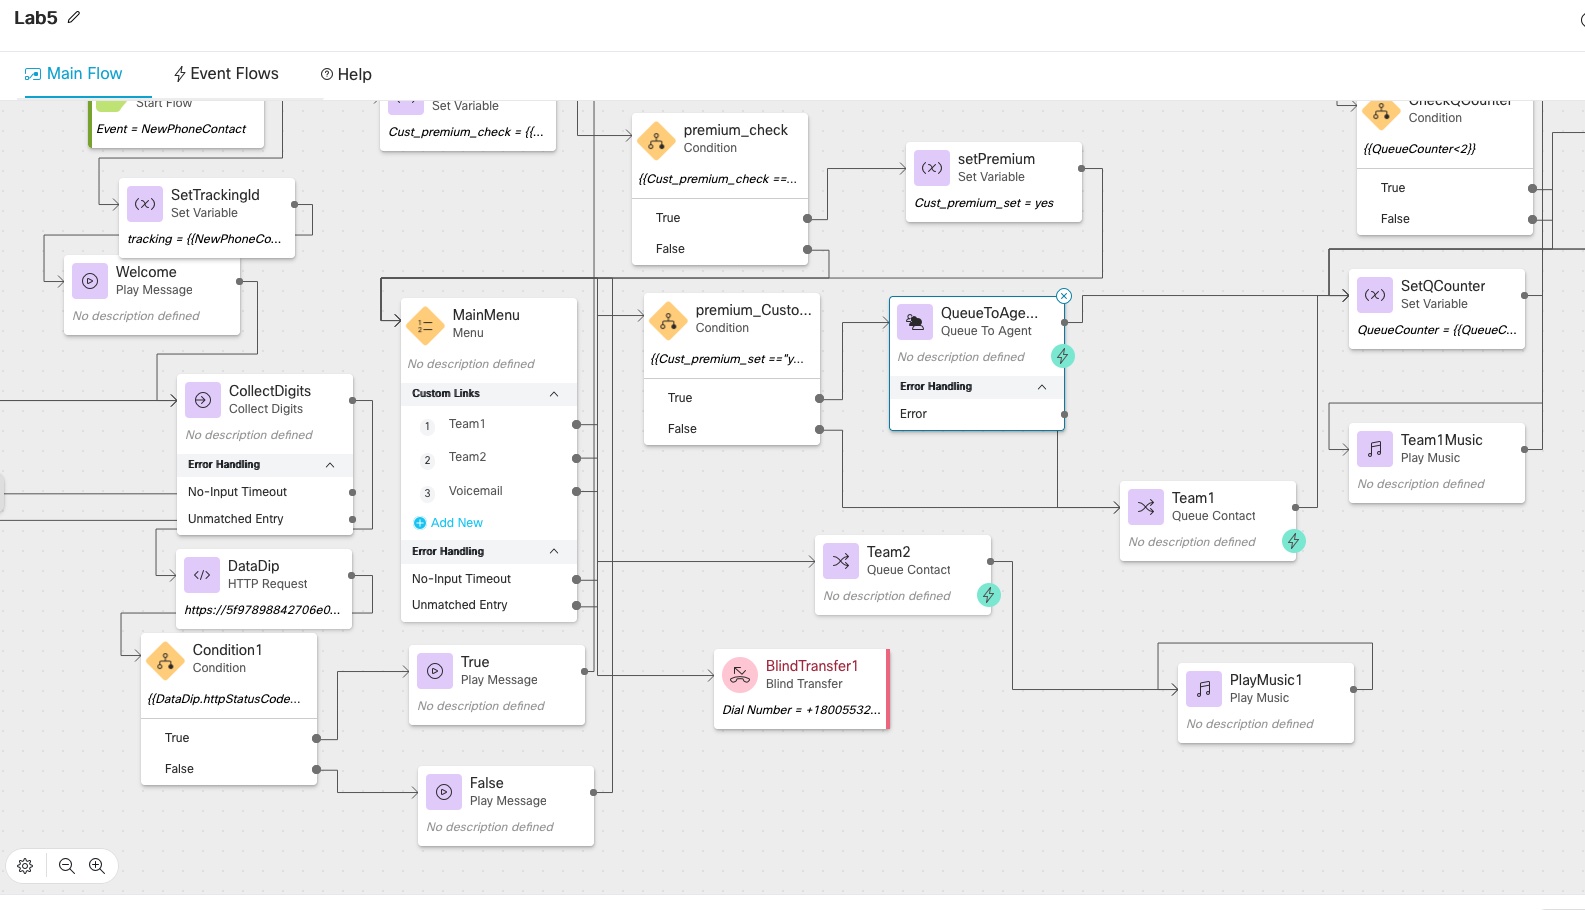 Lab5
Main Flow
Event Flows
Help
Start Flow
Event = NewPhoneContact
Set Variable
Cust_premium_check = {{...
premium_check
Condition
{{Cust_premium_check ==...
True
False
setPremium
Set Variable
Cust_premium_set = yes
CheckQCounter
Condition
{{QueueCounter<2}}
True
False
SetTrackingId
Set Variable
tracking = {{NewPhoneCo...
Welcome
Play Message
No description defined
MainMenu
Menu
No description defined
Custom Links
1 Team1
2 Team2
3 Voicemail
Add New
Error Handling
No-Input Timeout
Unmatched Entry
premium_Custo...
Condition
{{Cust_premium_set =="y...
True
False
QueueToAge...
Queue To Agent
No description defined
Error Handling
Error
SetQCounter
Set Variable
QueueCounter = {{QueueC...
CollectDigits
Collect Digits
No description defined
Error Handling
No-Input Timeout
Unmatched Entry
Team1Music
Play Music
No description defined
Team1
Queue Contact
No description defined
DataDip
HTTP Request
https://5f97898842706e0...
Team2
Queue Contact
No description defined
Condition1
Condition
{{DataDip.httpStatusCode...
True
False
True
Play Message
No description defined
BlindTransfer1
Blind Transfer
Dial Number = +18005532...
PlayMusic1
Play Music
No description defined
False
Play Message
No description defined